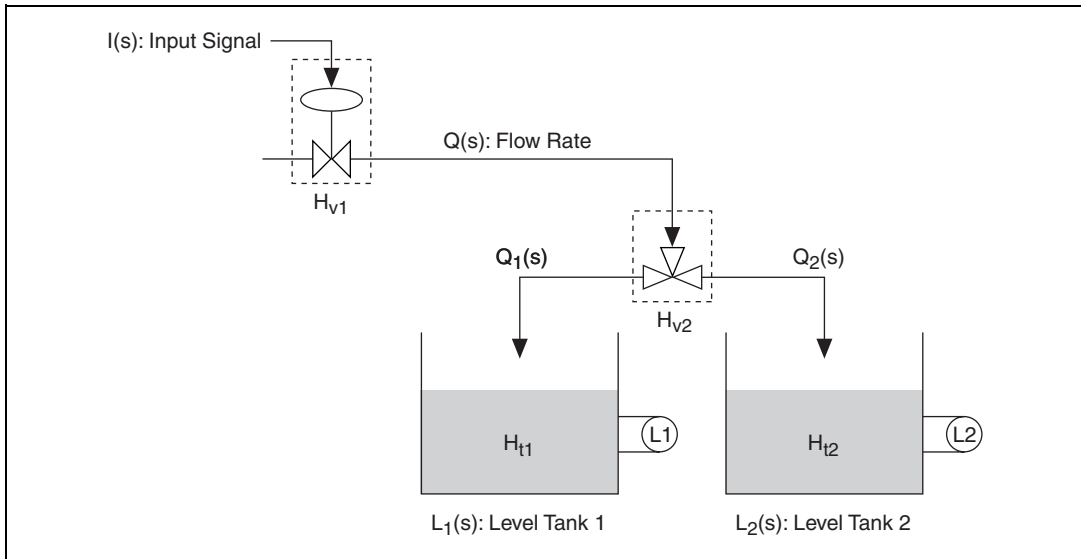 I(s): Input Signal
Q(s): Flow Rate
Hv1
Q1(s)
Q2(s)
Hv2
Ht1
L1
Ht2
L2
L1(s): Level Tank 1
L2(s): Level Tank 2